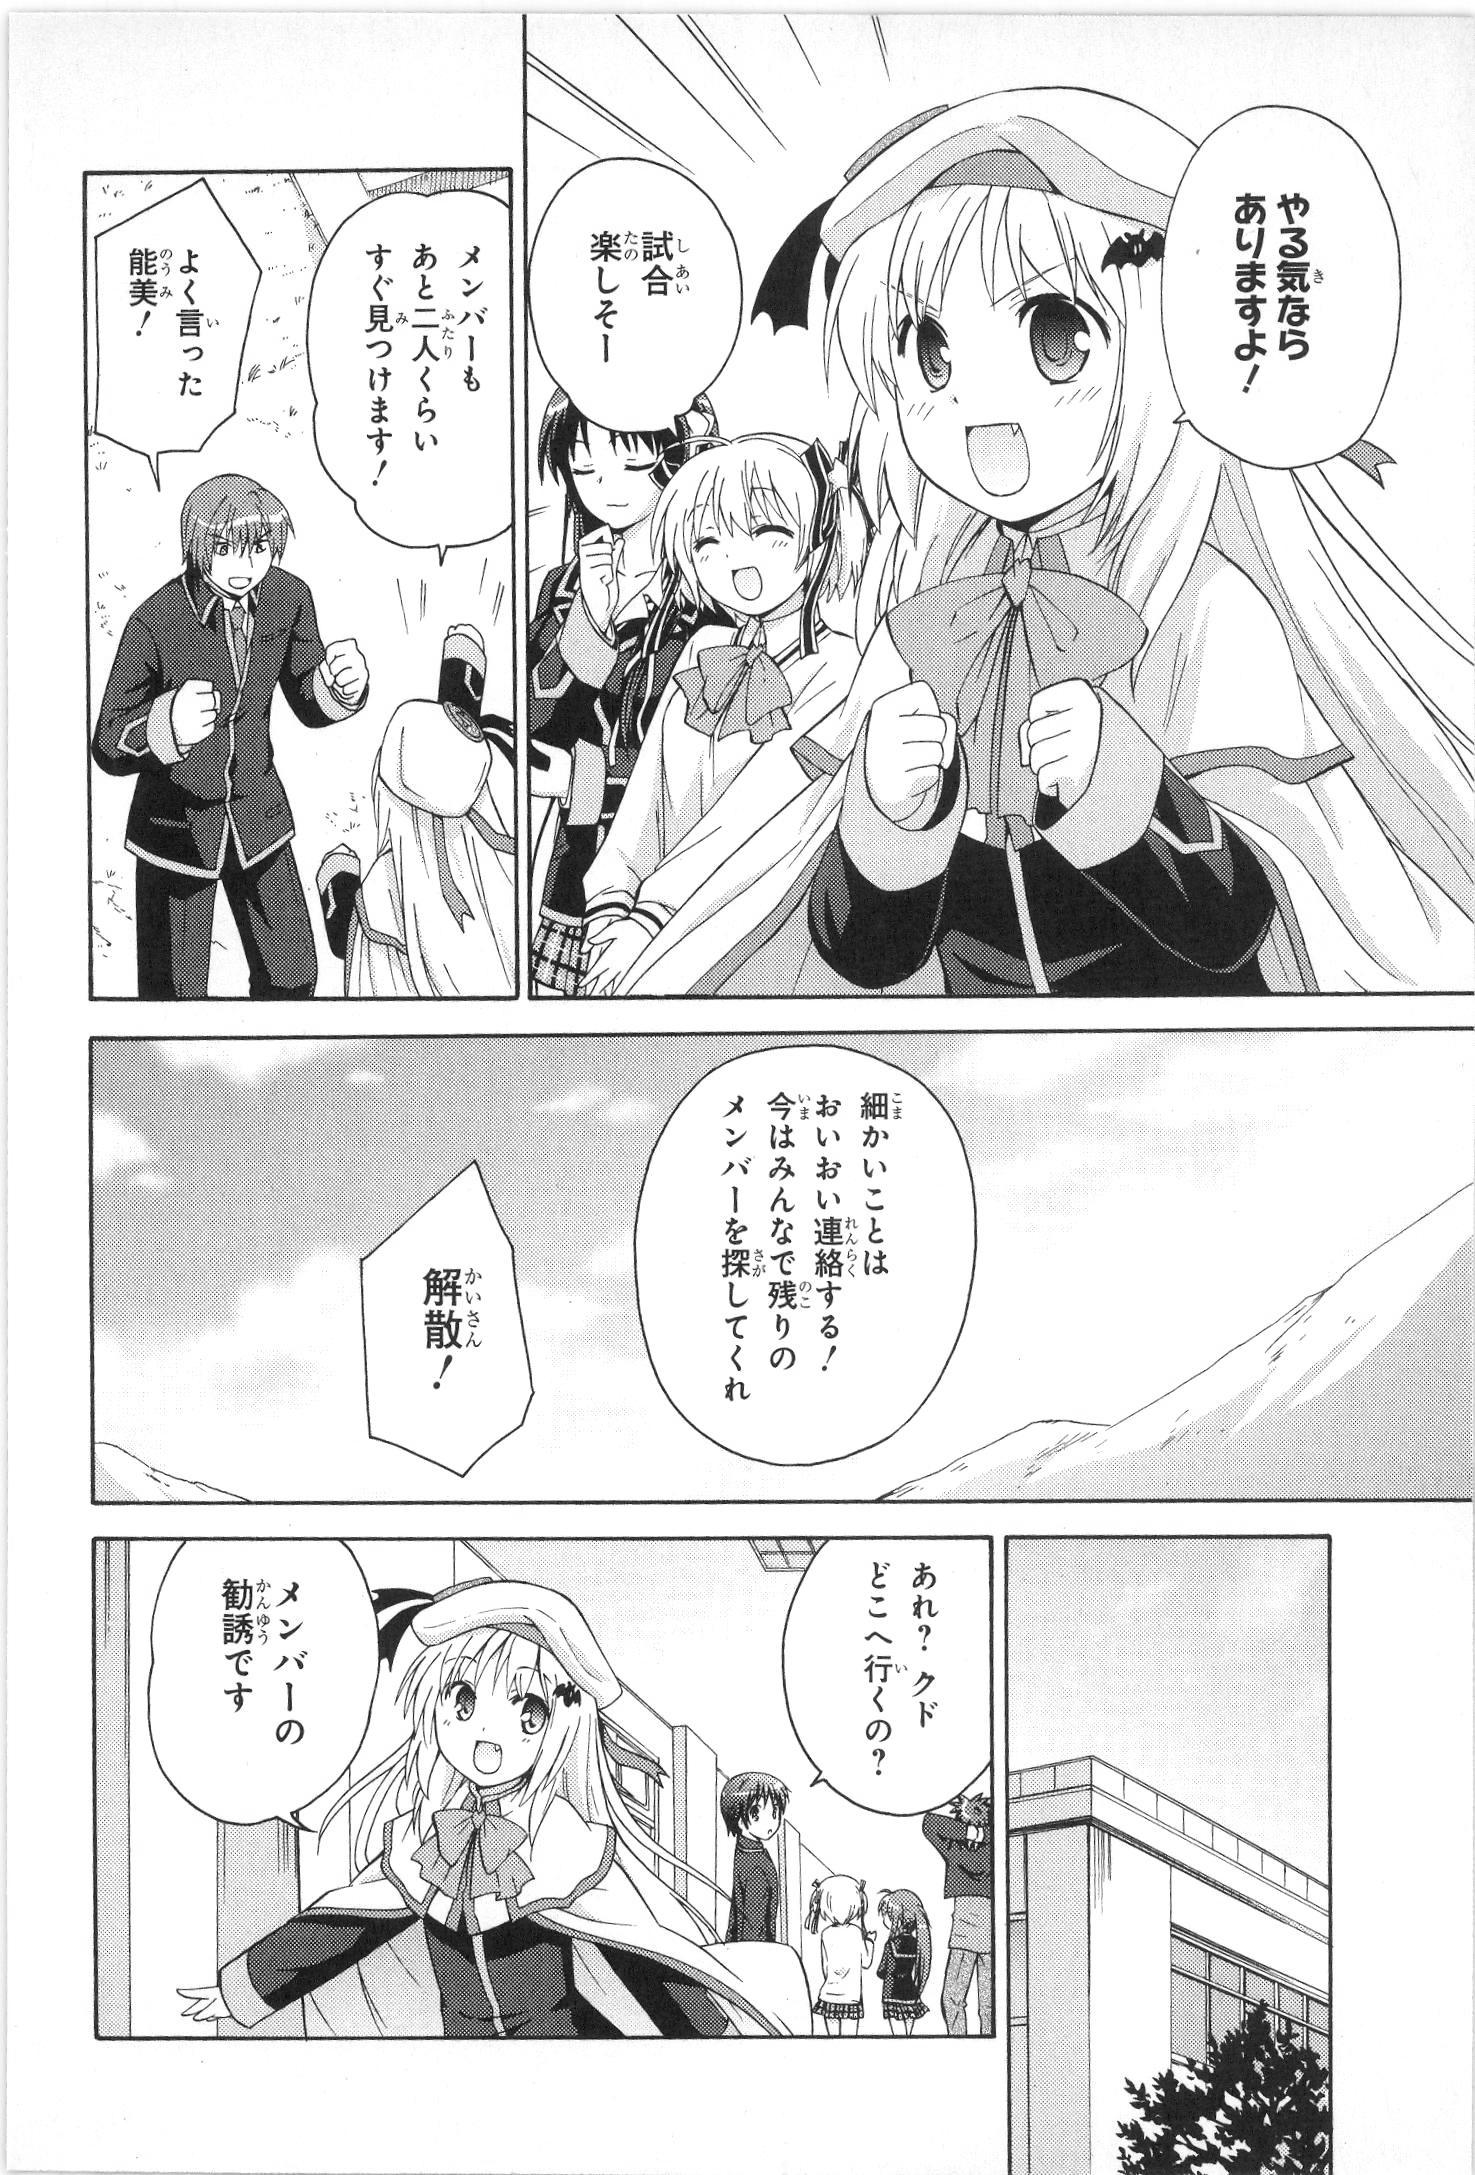 やる気なら
ありますよ！
試合
楽しそー
メンバーも
あと二人くらい
すぐ見つけます！
よく言った
能美！
細かいことは
おいおい連絡する！
今はみんなで残りの
メンバーを探してくれ
解散！
あれ？クド
どこへ行くの？
メンバーの
勧誘です